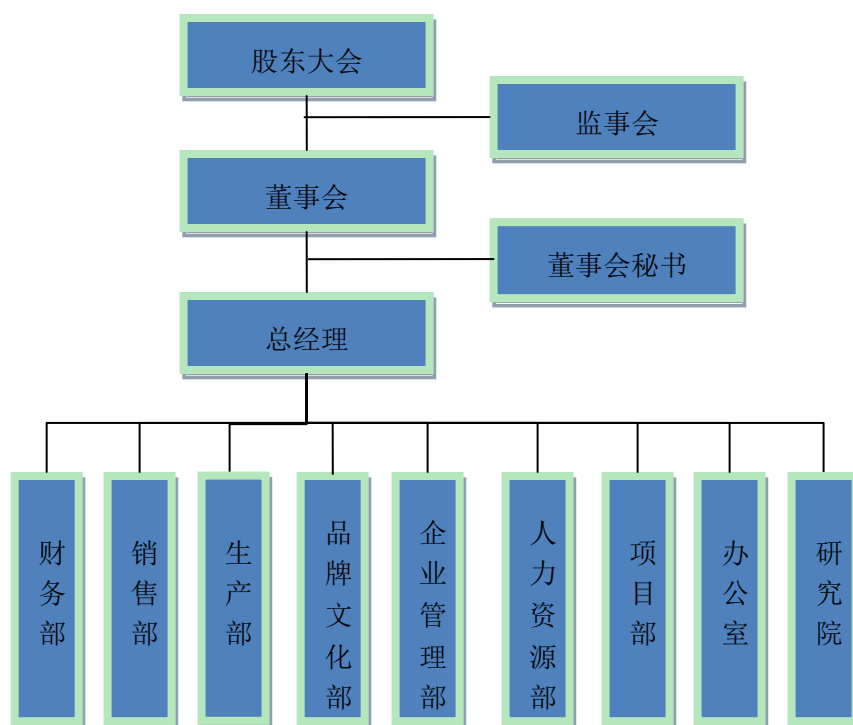 股东大会
监事会
董事会
董事会秘书
总经理
财务部
销售部
生产部
品牌文化部
企业管理部
人力资源部
项目部
办公室
研究院